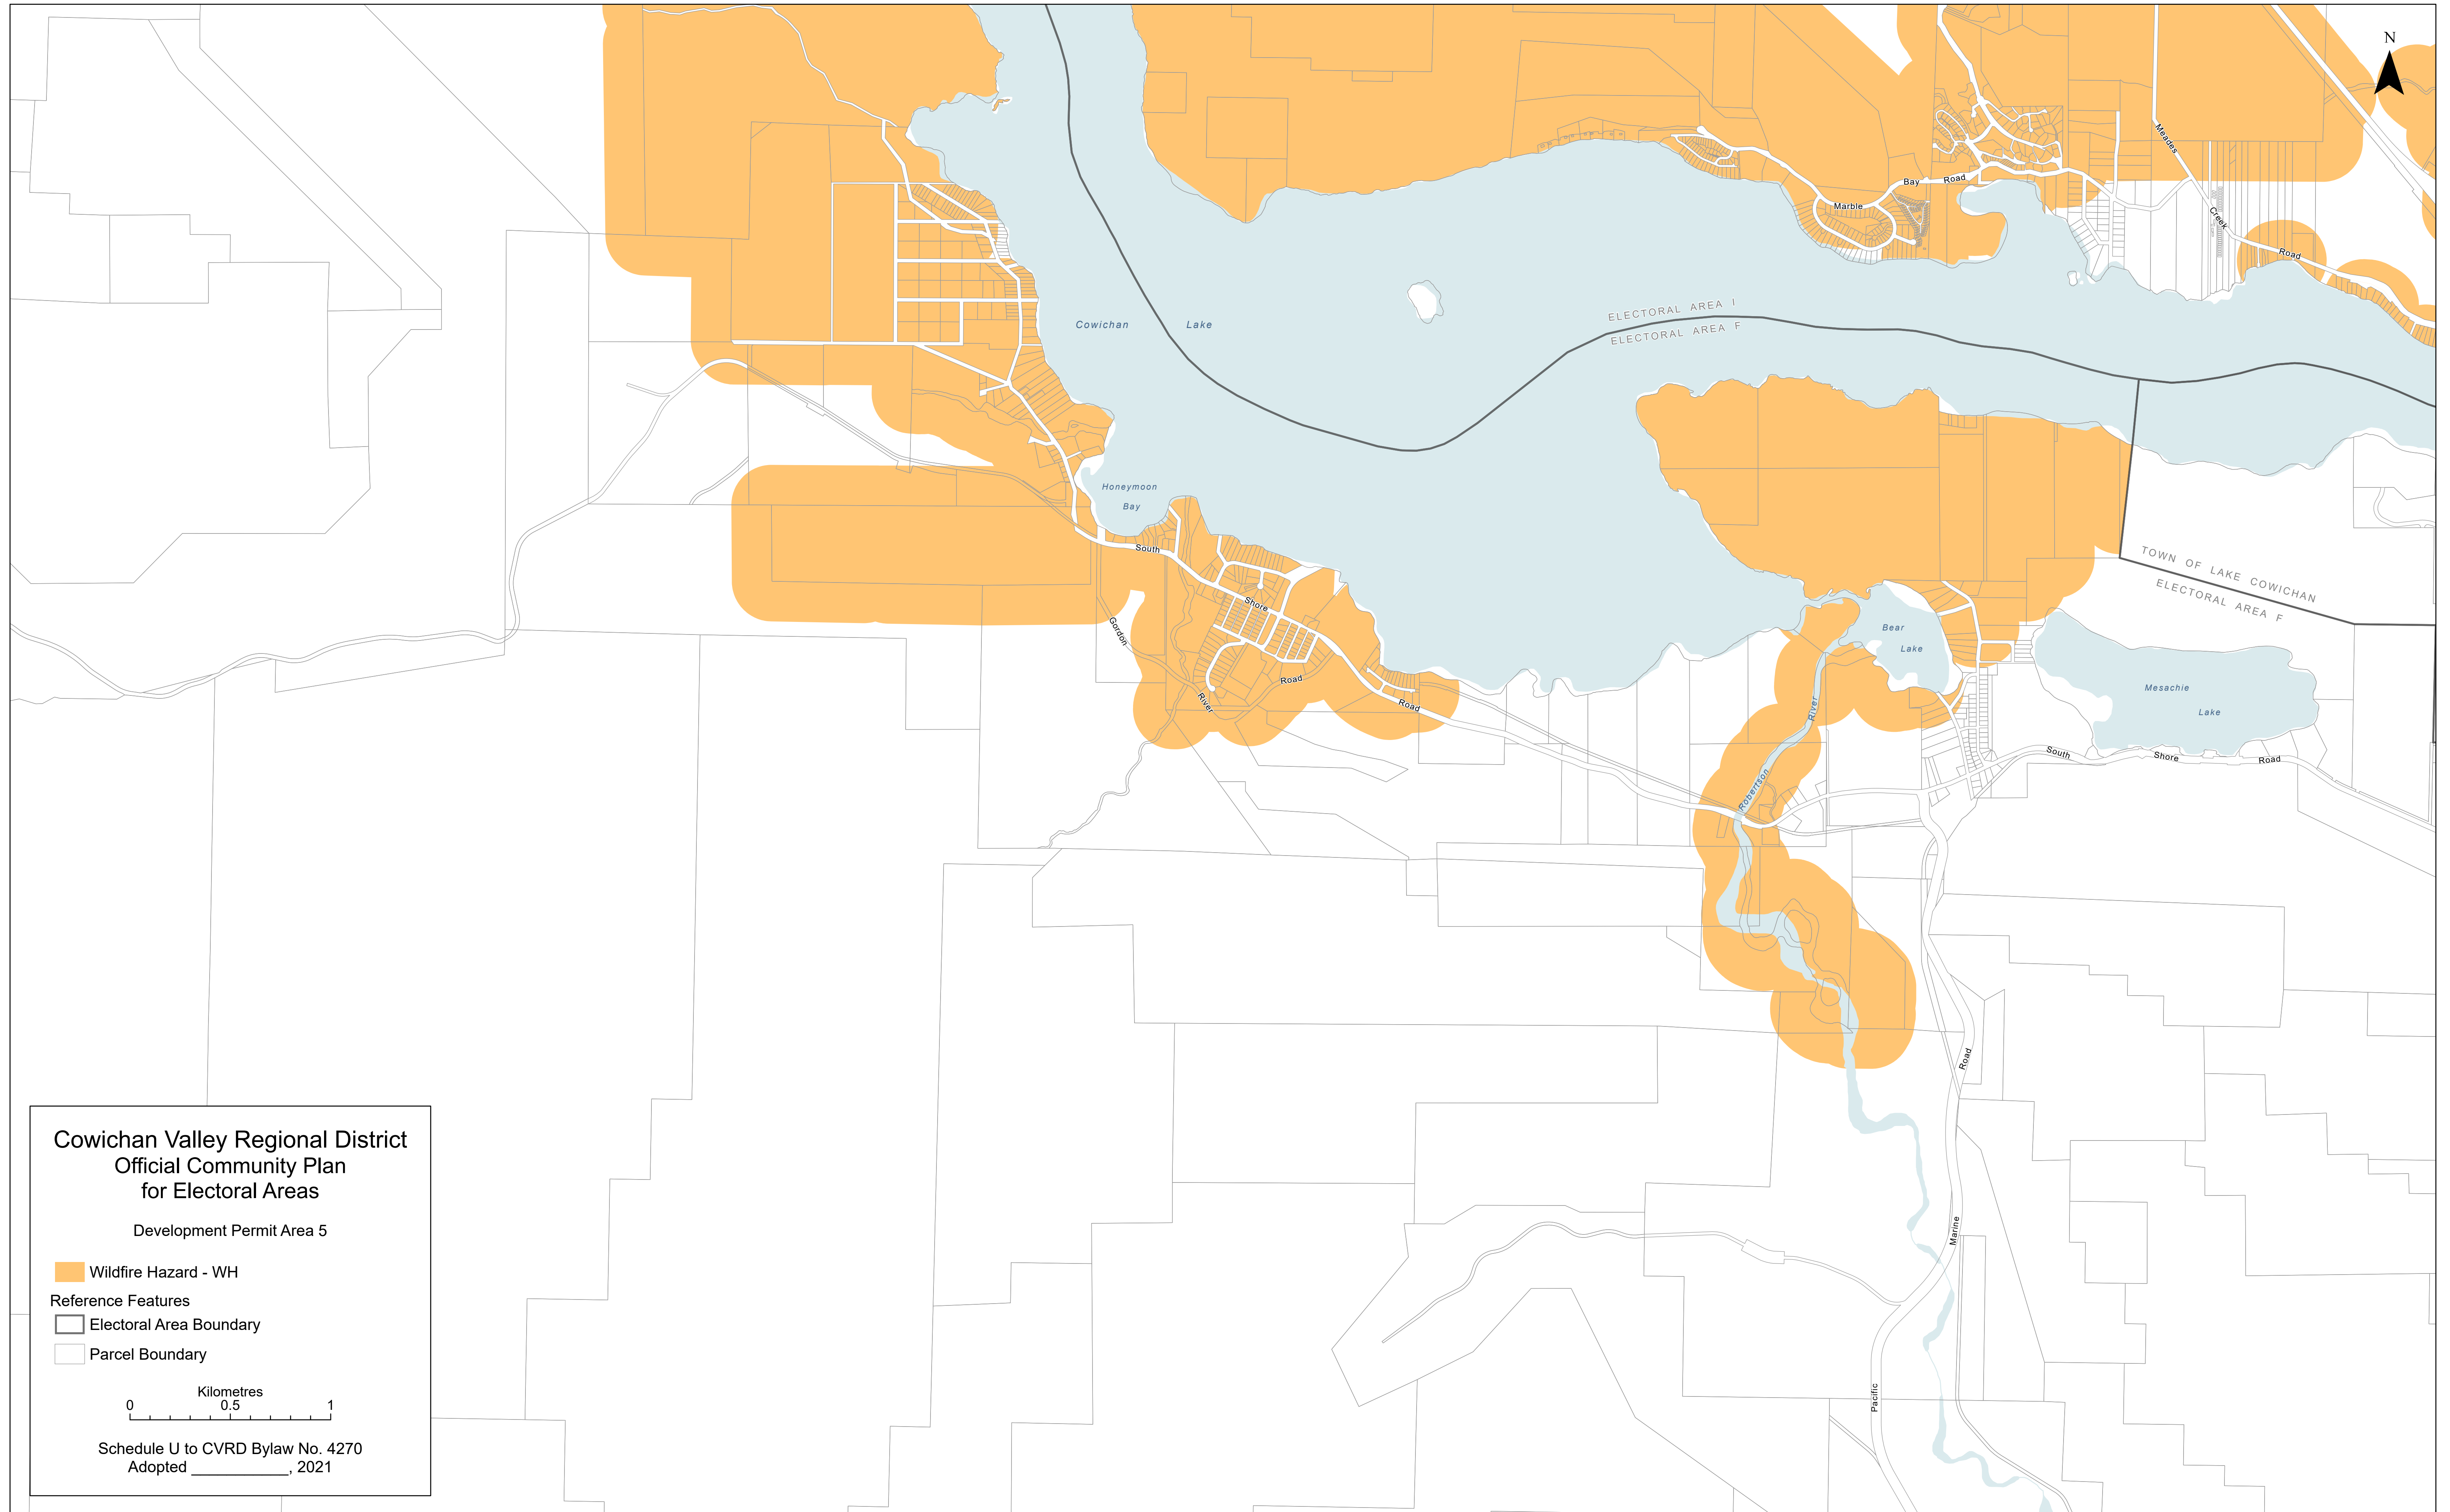 N
Meades
Bay Road
Marble
Creek
Road
Cowichan Lake
ELECTORAL AREA I
ELECTORAL AREA F
Honeymoon
Bay
South
Shore
Gordon
River
Road
Road
TOWN OF LAKE COWICHAN
ELECTORAL AREA F
Bear
Lake
Mesachie
Lake
River
Robertson
South Shore Road
Road
Marine
Pacific
Cowichan Valley Regional District
Official Community Plan
for Electoral Areas
Development Permit Area 5
Wildfire Hazard - WH
Reference Features
Electoral Area Boundary
Parcel Boundary
Kilometres
0 0.5 1
Schedule U to CVRD Bylaw No. 4270
Adopted ___________, 2021